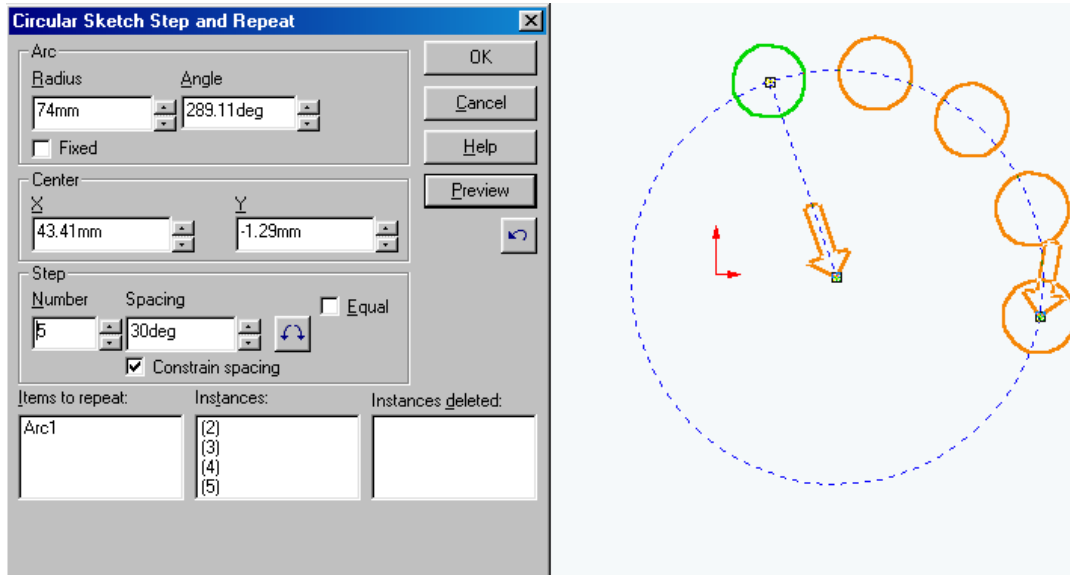 Circular Sketch Step and Repeat
Arc
Radius Angle
74mm 289.11deg
Fixed
OK
Cancel
Help
Preview
Center
X Y
43.41mm -1.29mm
Step
Number Spacing Equal
5 30deg
Constrain spacing
Items to repeat: Instances: Instances deleted:
Arc1 (2)
(3)
(4)
(5)